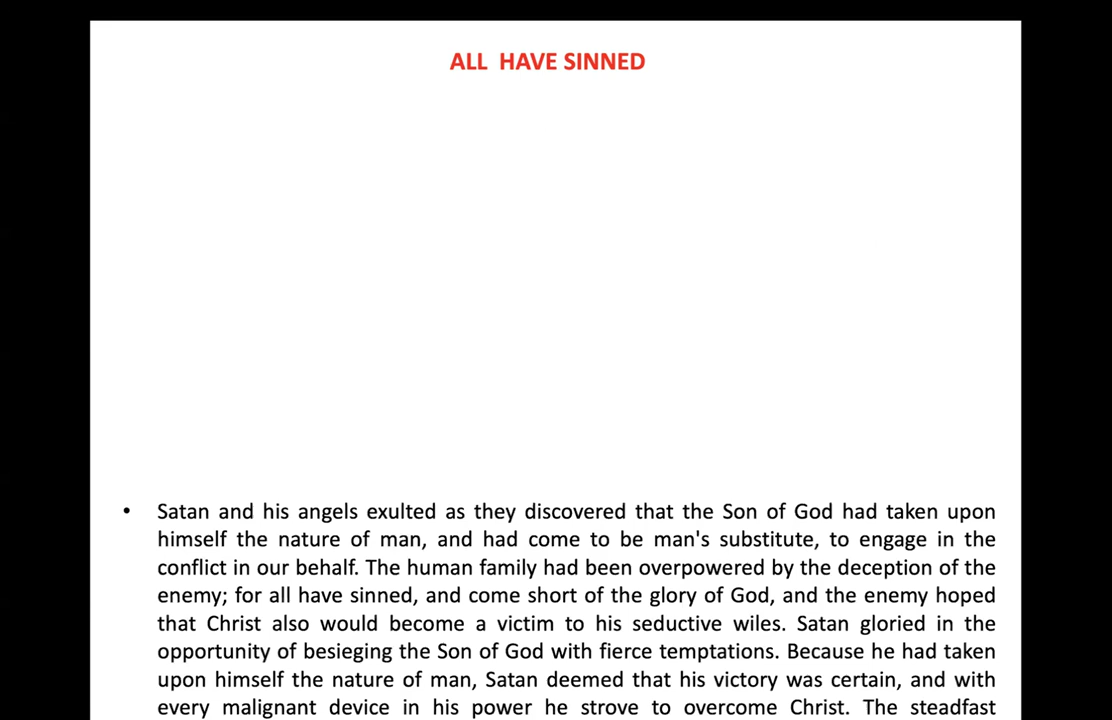 ALL HAVE SINNED
• Satan and his angels exulted as they discovered that the Son of God had taken upon
himself the nature of man, and had come to be man's substitute, to engage in the
conflict in our behalf. The human family had been overpowered by the deception of the
enemy; for all have sinned, and come short of the glory of God, and the enemy hoped
that Christ also would become a victim to his seductive wiles. Satan gloried in the
opportunity of besieging the Son of God with fierce temptations. Because he had taken
upon himself the nature of man, Satan deemed that his victory was certain, and with
every malignant device in his power he strove to overcome Christ. The steadfast